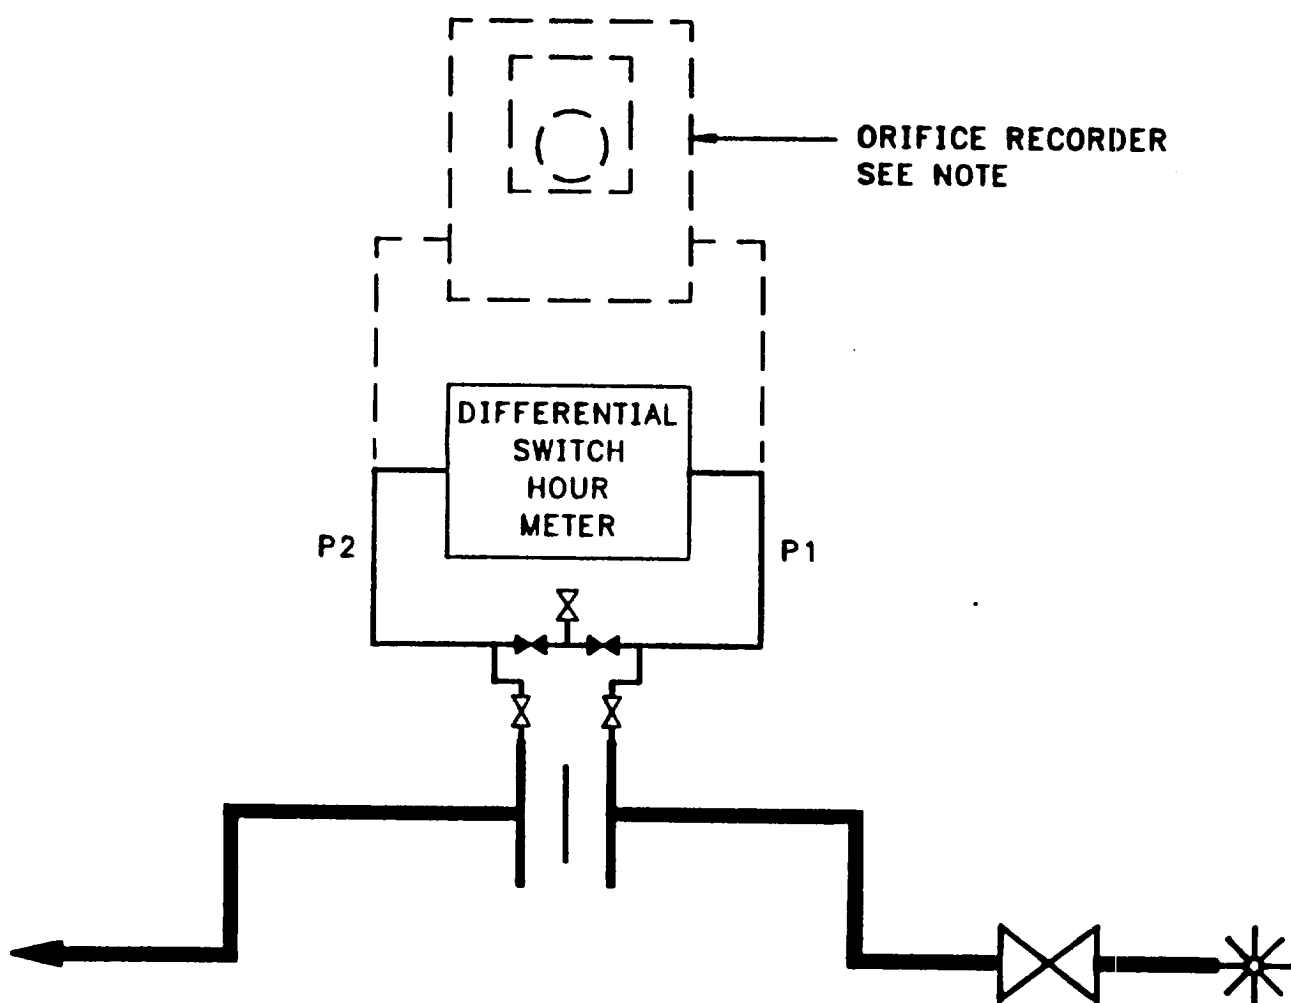 ORIFICE RECORDER
SEE NOTE
DIFFERENTIAL
SWITCH
HOUR
METER
P2
P1